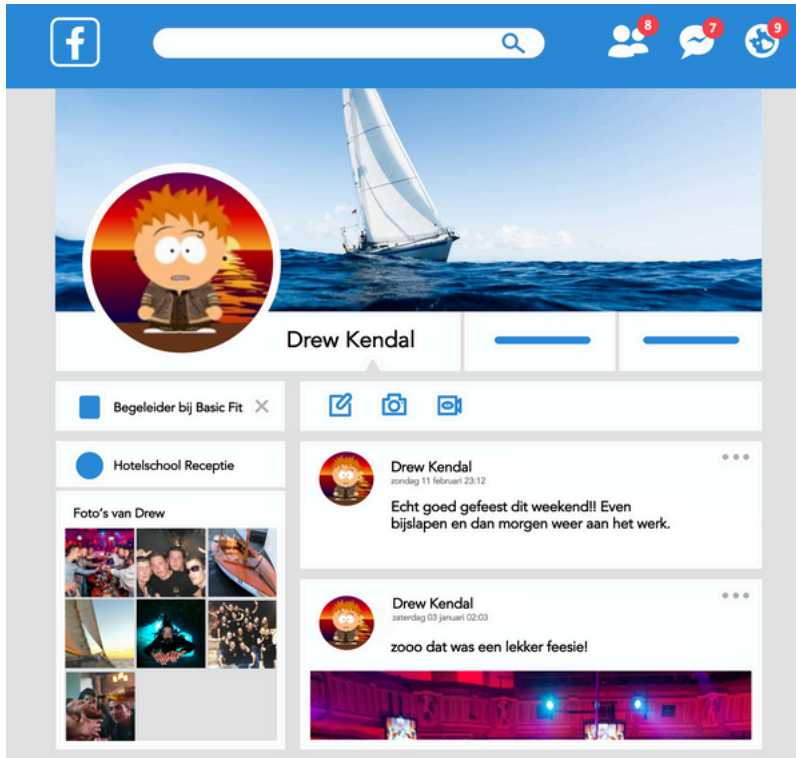 f
8
7
9
Drew Kendal
Begeleider bij Basic Fit
Hotelschool Receptie
Foto's van Drew
Drew Kendal
zondag 11 februari 23:12
Echt goed gefeest dit weekend!! Even
bijslapen en dan morgen weer aan het werk.
Drew Kendal
zaterdag 03 januari 02:03
zooo dat was een lekker feesie!